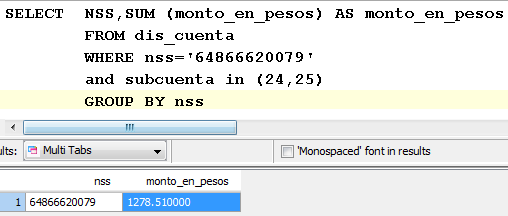 SELECT NSS,SUM (monto_en_pesos) AS monto_en_pesos
FROM dis_cuenta
WHERE nss='64866620079'
and subcuenta in (24,25)
GROUP BY nss
lts: Multi Tabs 'Monospaced' font in results
nss monto_en_pesos
1 64866620079 1278.510000